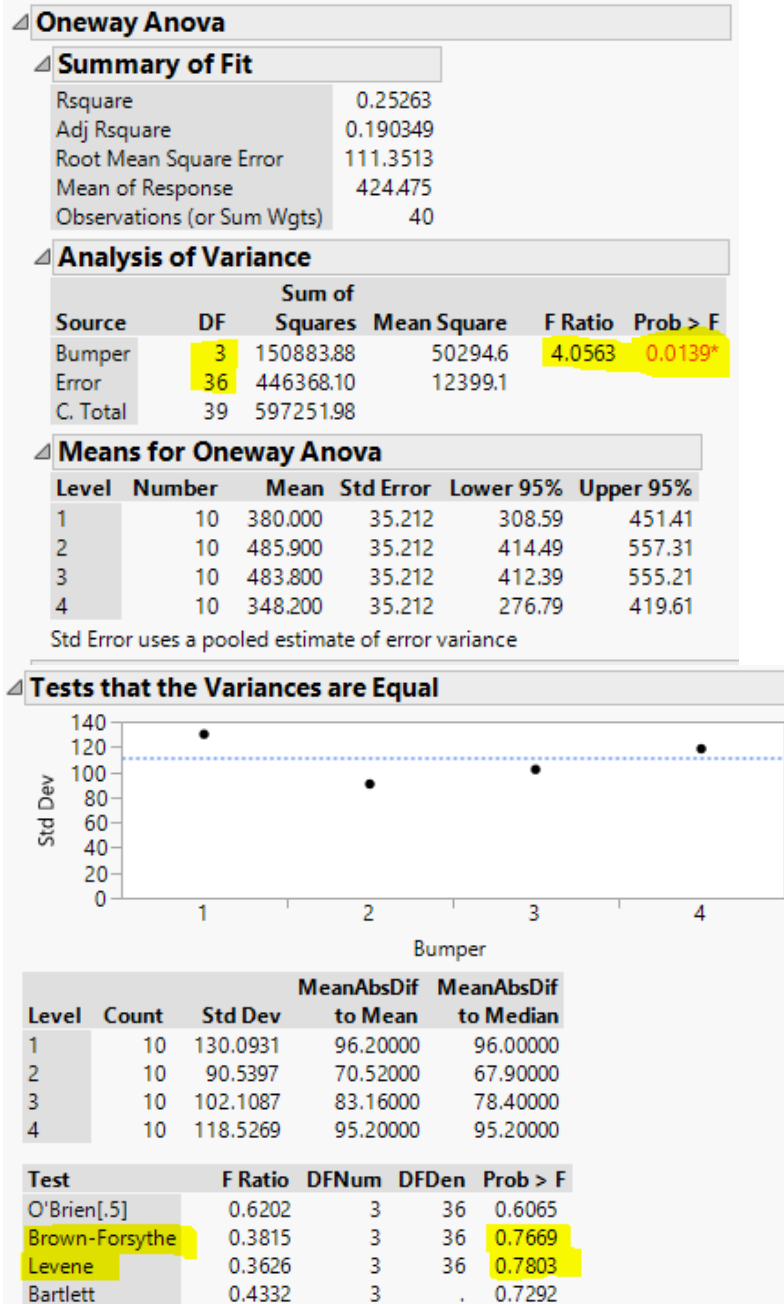 Oneway Anova
Summary of Fit
Rsquare 0.25263
Adj Rsquare 0.190349
Root Mean Square Error 111.3513
Mean of Response 424.475
Observations (or Sum Wgts) 40
Analysis of Variance
Sum of
Source DF Squares Mean Square F Ratio Prob > F
Bumper 3 150883.88 50294.6 4.0563 0.0139*
Error 36 446368.10 12399.1
C. Total 39 597251.98
Means for Oneway Anova
Level Number Mean Std Error Lower 95% Upper 95%
1 10 380.000 35.212 308.59 451.41
2 10 485.900 35.212 414.49 557.31
3 10 483.800 35.212 412.39 555.21
4 10 348.200 35.212 276.79 419.61
Std Error uses a pooled estimate of error variance
Tests that the Variances are Equal
140
120
100
80
60
40
20
0
Std Dev
1 2 3 4
Bumper
MeanAbsDif MeanAbsDif
Level Count Std Dev to Mean to Median
1 10 130.0931 96.20000 96.00000
2 10 90.5397 70.52000 67.90000
3 10 102.1087 83.16000 78.40000
4 10 118.5269 95.20000 95.20000
Test F Ratio DFNum DFDen Prob > F
O'Brien[.5] 0.6202 3 36 0.6065
Brown-Forsythe 0.3815 3 36 0.7669
Levene 0.3626 3 36 0.7803
Bartlett 0.4332 3 . 0.7292